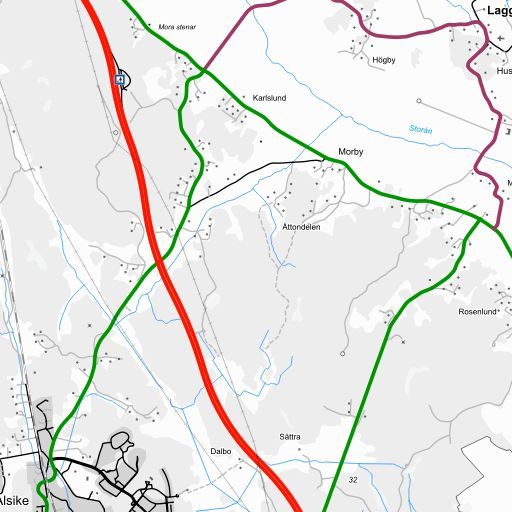 Lagg
Mora stenar
Högby
Hus
Karlslund
Storån
Morby
M
Åttondelen
Rosenlund
Sättra
Dalbo
32
Alsike